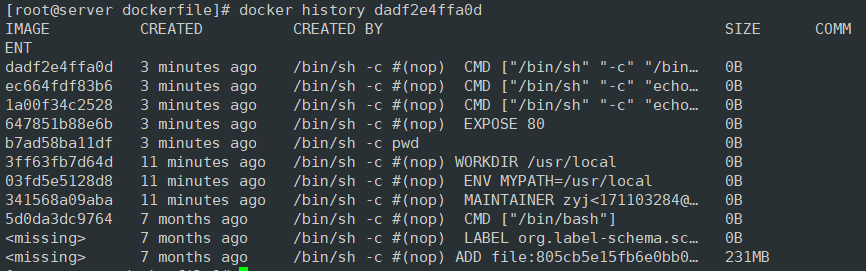 [root@server dockerfile]# docker history dadf2e4ffa0d
IMAGE CREATED CREATED BY SIZE COMM
ENT
dadf2e4ffa0d 3 minutes ago /bin/sh -c #(nop) CMD ["/bin/sh" "-c" "/bin… 0B
ec664fdf83b6 3 minutes ago /bin/sh -c #(nop) CMD ["/bin/sh" "-c" "echo… 0B
1a00f34c2528 3 minutes ago /bin/sh -c #(nop) CMD ["/bin/sh" "-c" "echo… 0B
647851b88e6b 3 minutes ago /bin/sh -c #(nop) EXPOSE 80 0B
b7ad58ba11df 3 minutes ago /bin/sh -c pwd 0B
3ff63fb7d64d 11 minutes ago /bin/sh -c #(nop) WORKDIR /usr/local 0B
03fd5e5128d8 11 minutes ago /bin/sh -c #(nop) ENV MYPATH=/usr/local 0B
341568a09aba 11 minutes ago /bin/sh -c #(nop) MAINTAINER zyj<171103284@… 0B
5d0da3dc9764 7 months ago /bin/sh -c #(nop) CMD ["/bin/bash"] 0B
<missing> 7 months ago /bin/sh -c #(nop) LABEL org.label-schema.sc… 0B
<missing> 7 months ago /bin/sh -c #(nop) ADD file:805cb5e15fb6e0bb0… 231MB